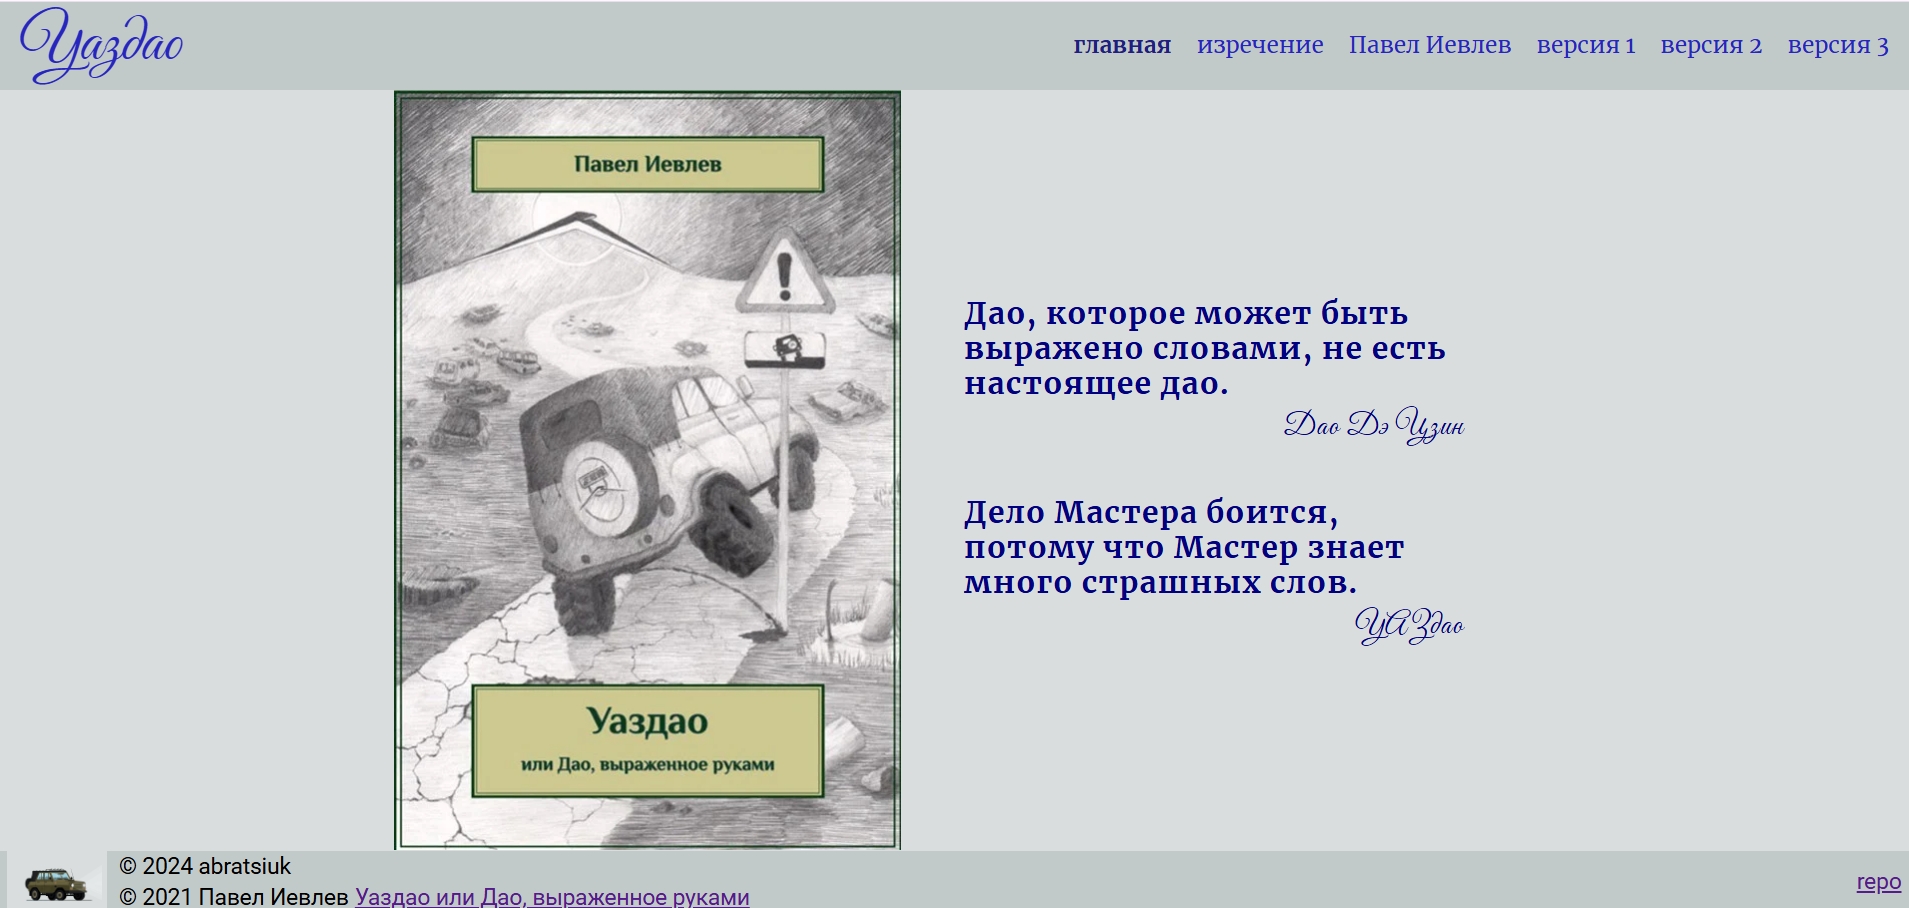 Уаздао
главная изречение Павел Иевлев версия 1 версия 2 версия 3
Павел Иевлев
Уаздао
или Дао, выраженное руками
Дао, которое может быть
выражено словами, не есть
настоящее дао.
Дао Дэ Цзин
Дело Мастера боится,
потому что Мастер знает
много страшных слов.
УАЗдао
© 2024 abratsiuk
© 2021 Павел Иевлев Уаздао или Дао, выраженное руками
repo